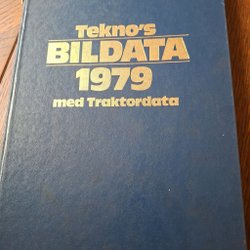 Tekno's
BILDATA
1979
med Traktordata